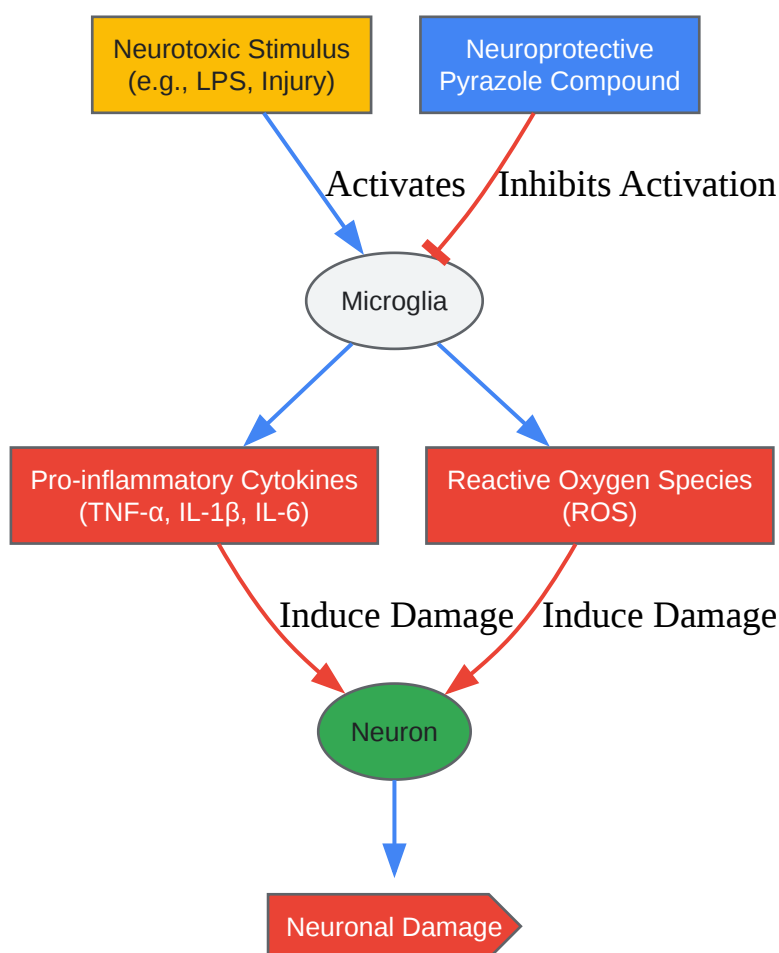 Neurotoxic Stimulus
(e.g., LPS, Injury)
Neuroprotective
Pyrazole Compound
Activates
Inhibits Activation
Microglia
Pro-inflammatory Cytokines
(TNF-α, IL-1β, IL-6)
Reactive Oxygen Species
(ROS)
Induce Damage
Induce Damage
Neuron
Neuronal Damage